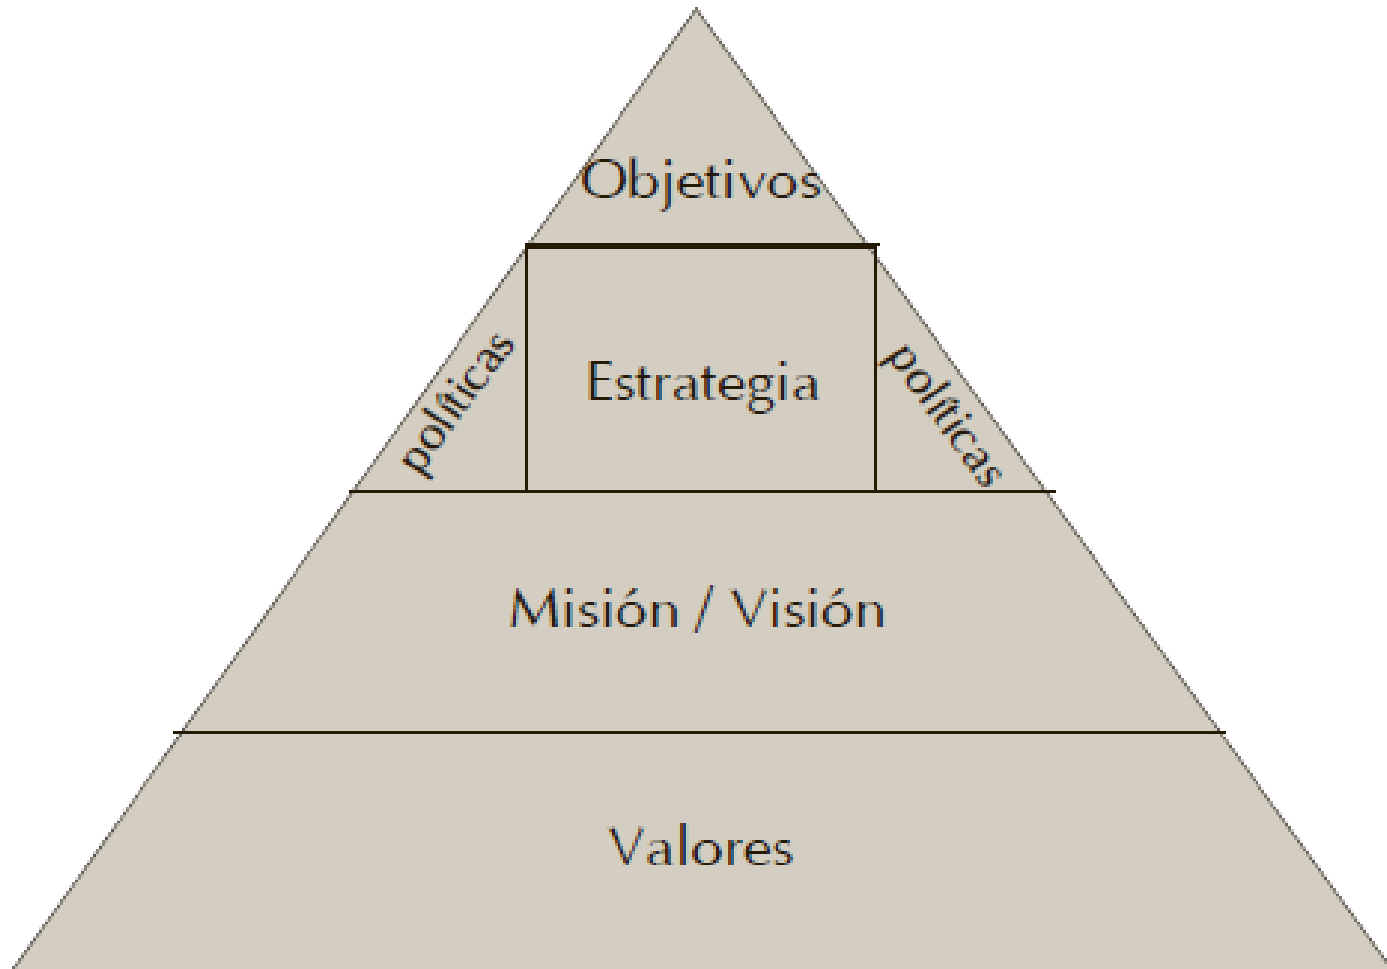 Objetivos
políticas
Estrategia
políticas
Misión / Visión
Valores